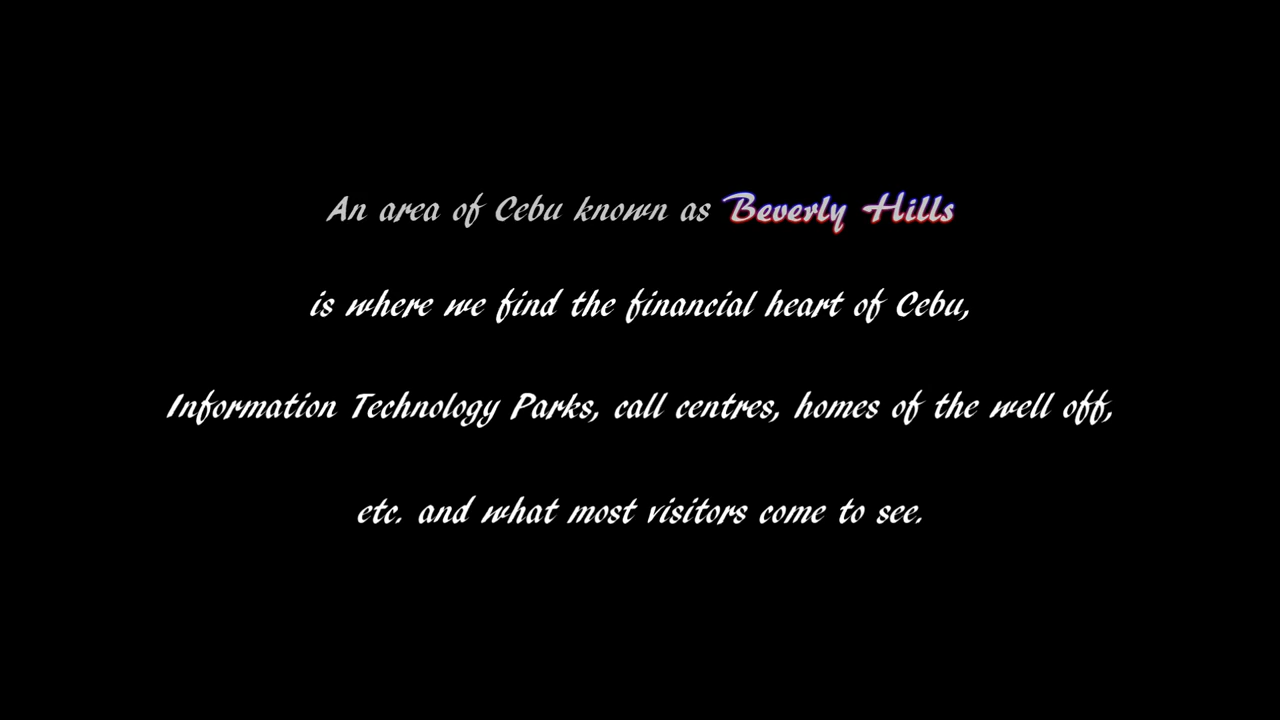 An area of Cebu known as Beverly Hills
is where we find the financial heart of Cebu,
Information Technology Parks, call centres, homes of the well off,
etc. and what most visitors come to see.